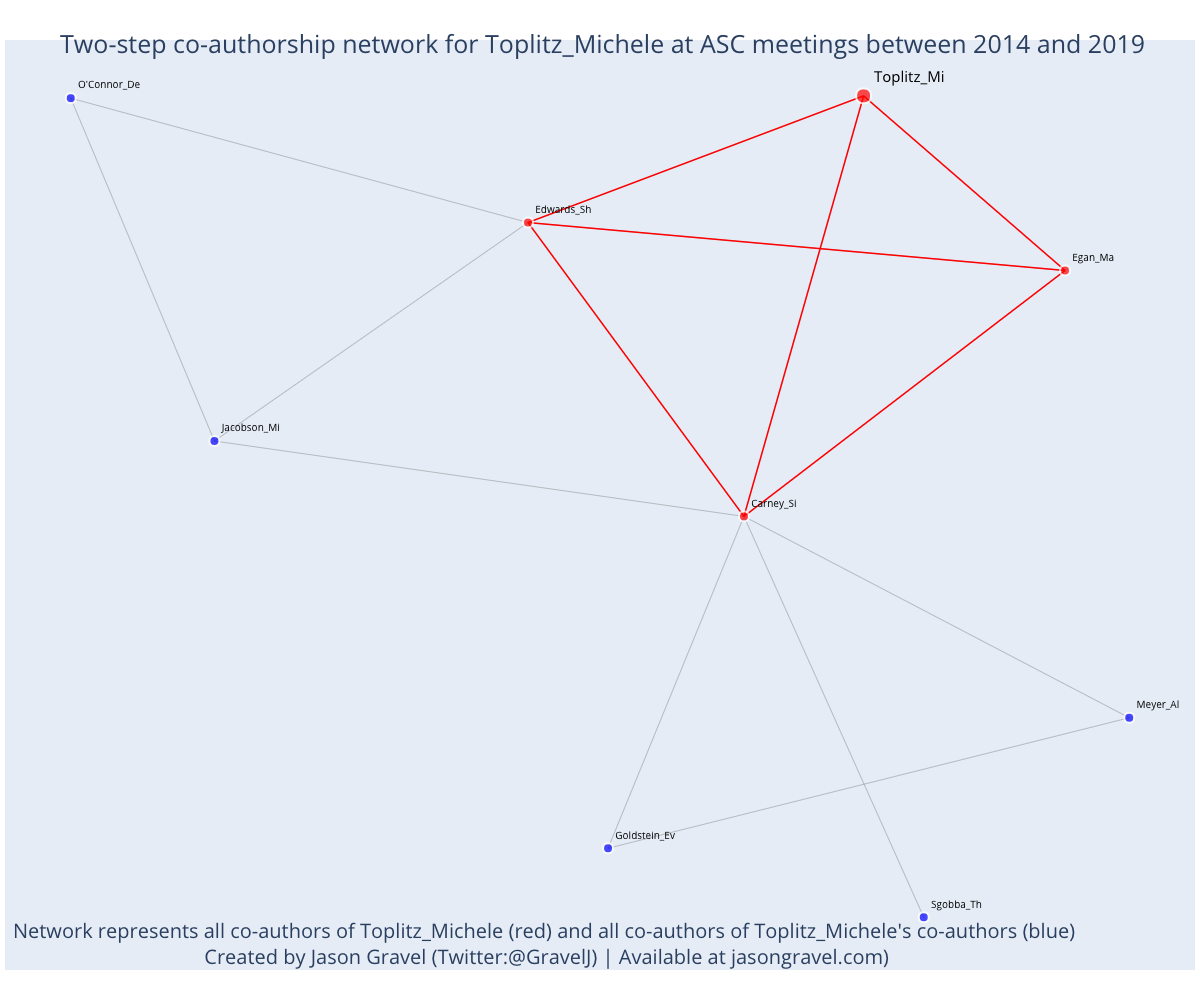 Two-step co-authorship network for Toplitz_Michele at ASC meetings between 2014 and 2019
Toplitz_Mi
O'Connor_De
Edwards_Sh
Egan_Ma
Jacobson_Mi
Carney_Si
Meyer_Al
Goldstein_Ev
Sgobba_Th
Network represents all co-authors of Toplitz_Michele (red) and all co-authors of Toplitz_Michele's co-authors (blue)
Created by Jason Gravel (Twitter:@GravelJ) | Available at jasongravel.com)